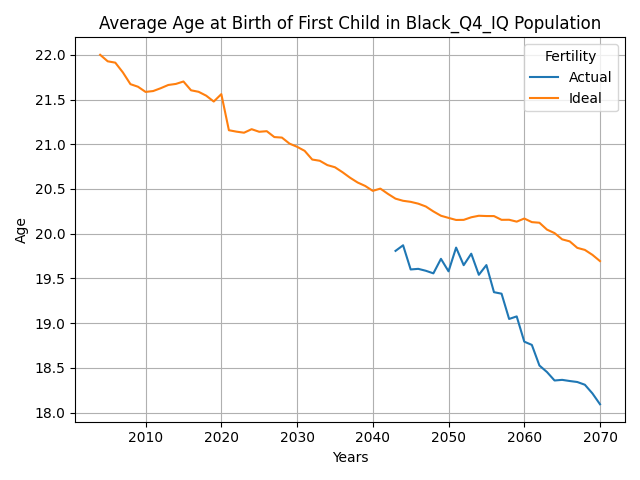 Average Age at Birth of First Child in Black_Q4_IQ Population
Fertility
Actual
Ideal
Age
22.0
21.5
21.0
20.5
20.0
19.5
19.0
18.5
18.0
2010 2020 2030 2040 2050 2060 2070
Years